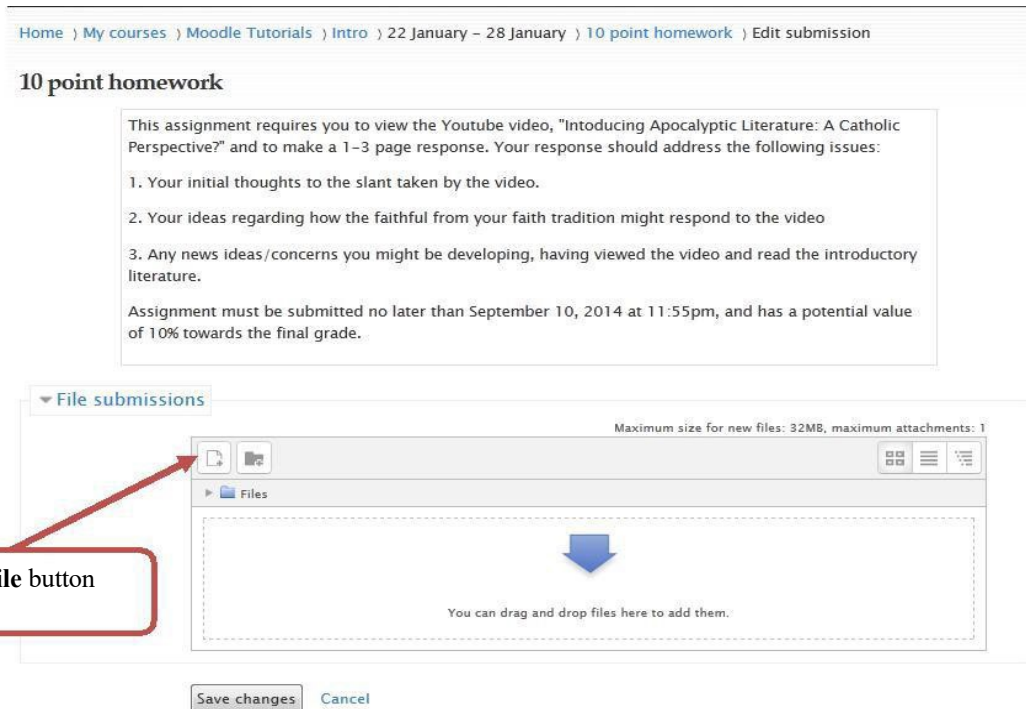 Home ) My courses ) Moodle Tutorials ) Intro ) 22 January – 28 January ) 10 point homework ) Edit submission
10 point homework
This assignment requires you to view the Youtube video, "Intoducing Apocalyptic Literature: A Catholic
Perspective?" and to make a 1-3 page response. Your response should address the following issues:
1. Your initial thoughts to the slant taken by the video.
2. Your ideas regarding how the faithful from your faith tradition might respond to the video
3. Any news ideas/concerns you might be developing, having viewed the video and read the introductory
literature.
Assignment must be submitted no later than September 10, 2014 at 11:55pm, and has a potential value
of 10% towards the final grade.
File submissions
Maximum size for new files: 32MB, maximum attachments: 1
Files
You can drag and drop files here to add them.
button
Save changes Cancel